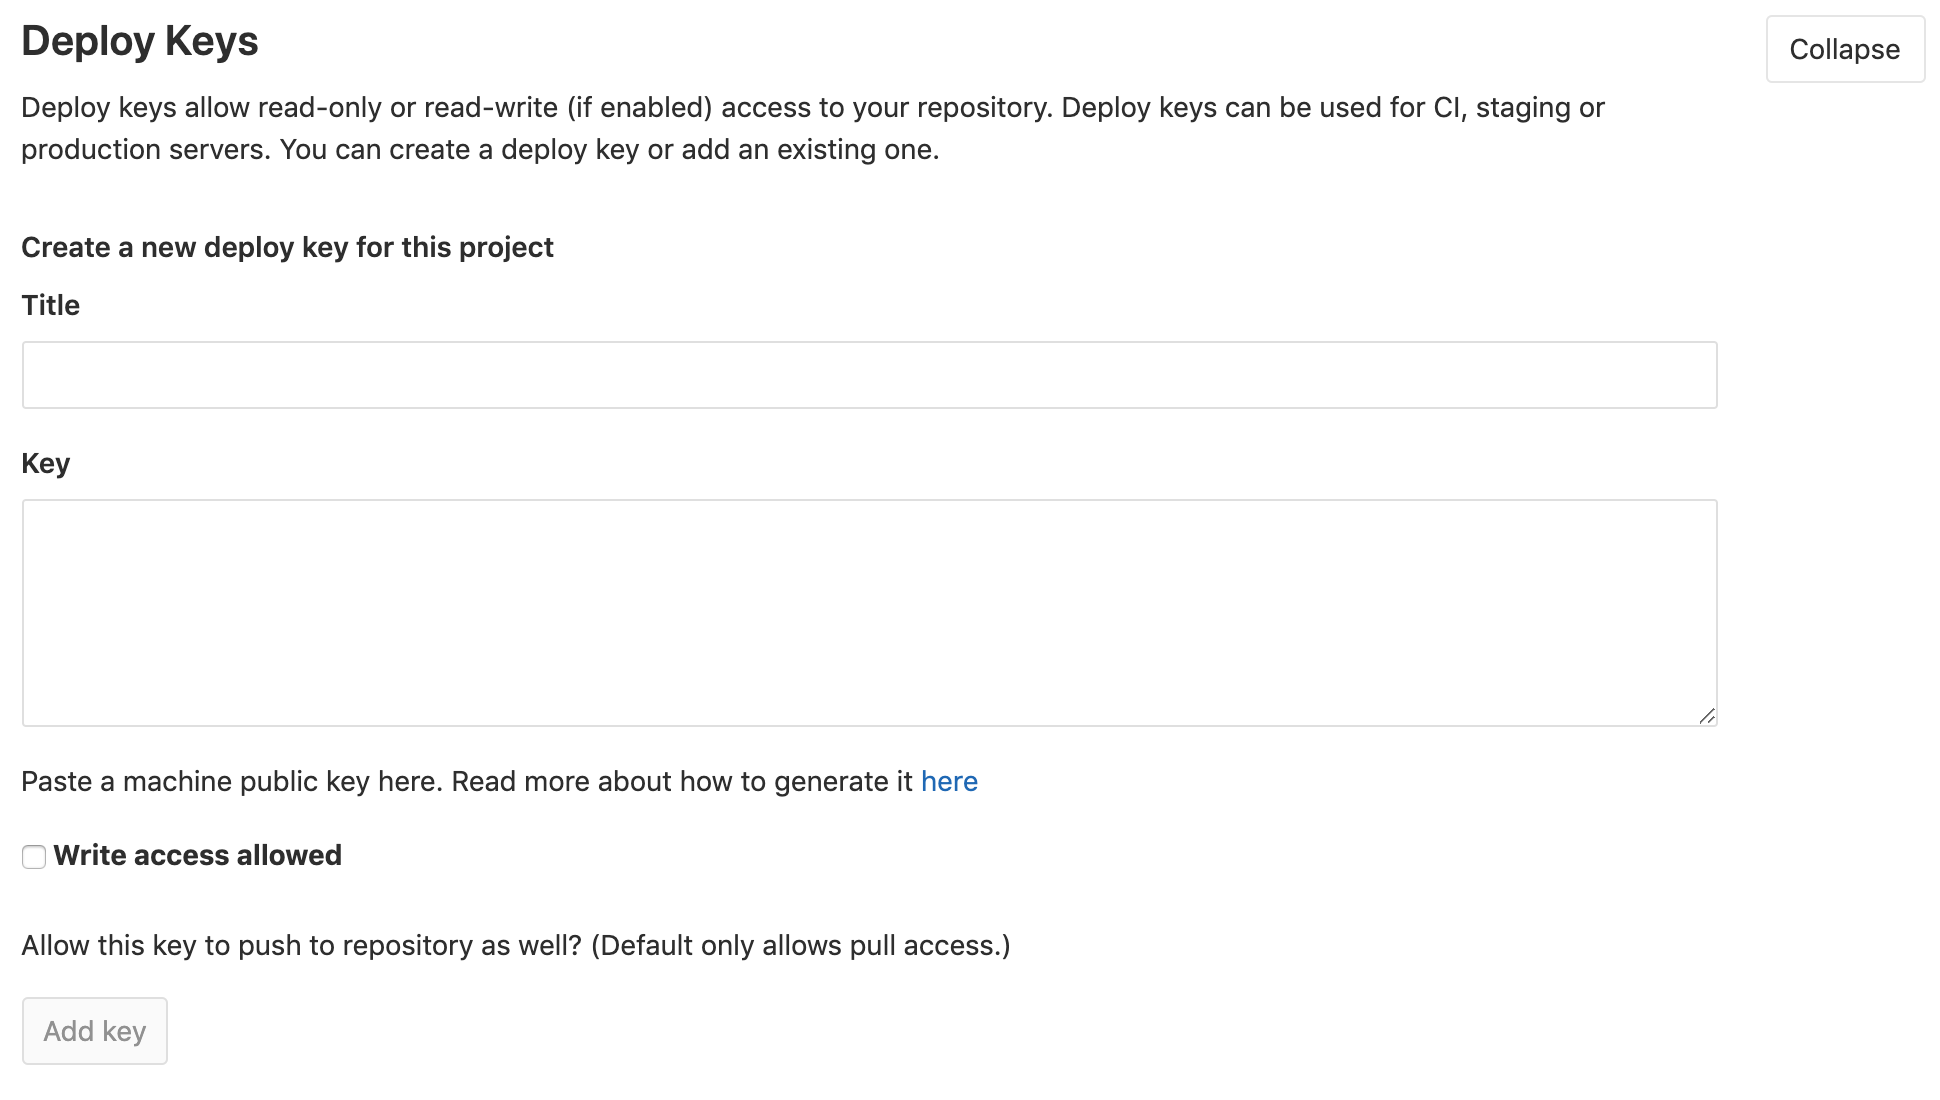 Deploy Keys
Collapse
Deploy keys allow read-only or read-write (if enabled) access to your repository. Deploy keys can be used for CI, staging or
production servers. You can create a deploy key or add an existing one.
Create a new deploy key for this project
Title
Key
Paste a machine public key here. Read more about how to generate it here
Write access allowed
Allow this key to push to repository as well? (Default only allows pull access.)
Add key